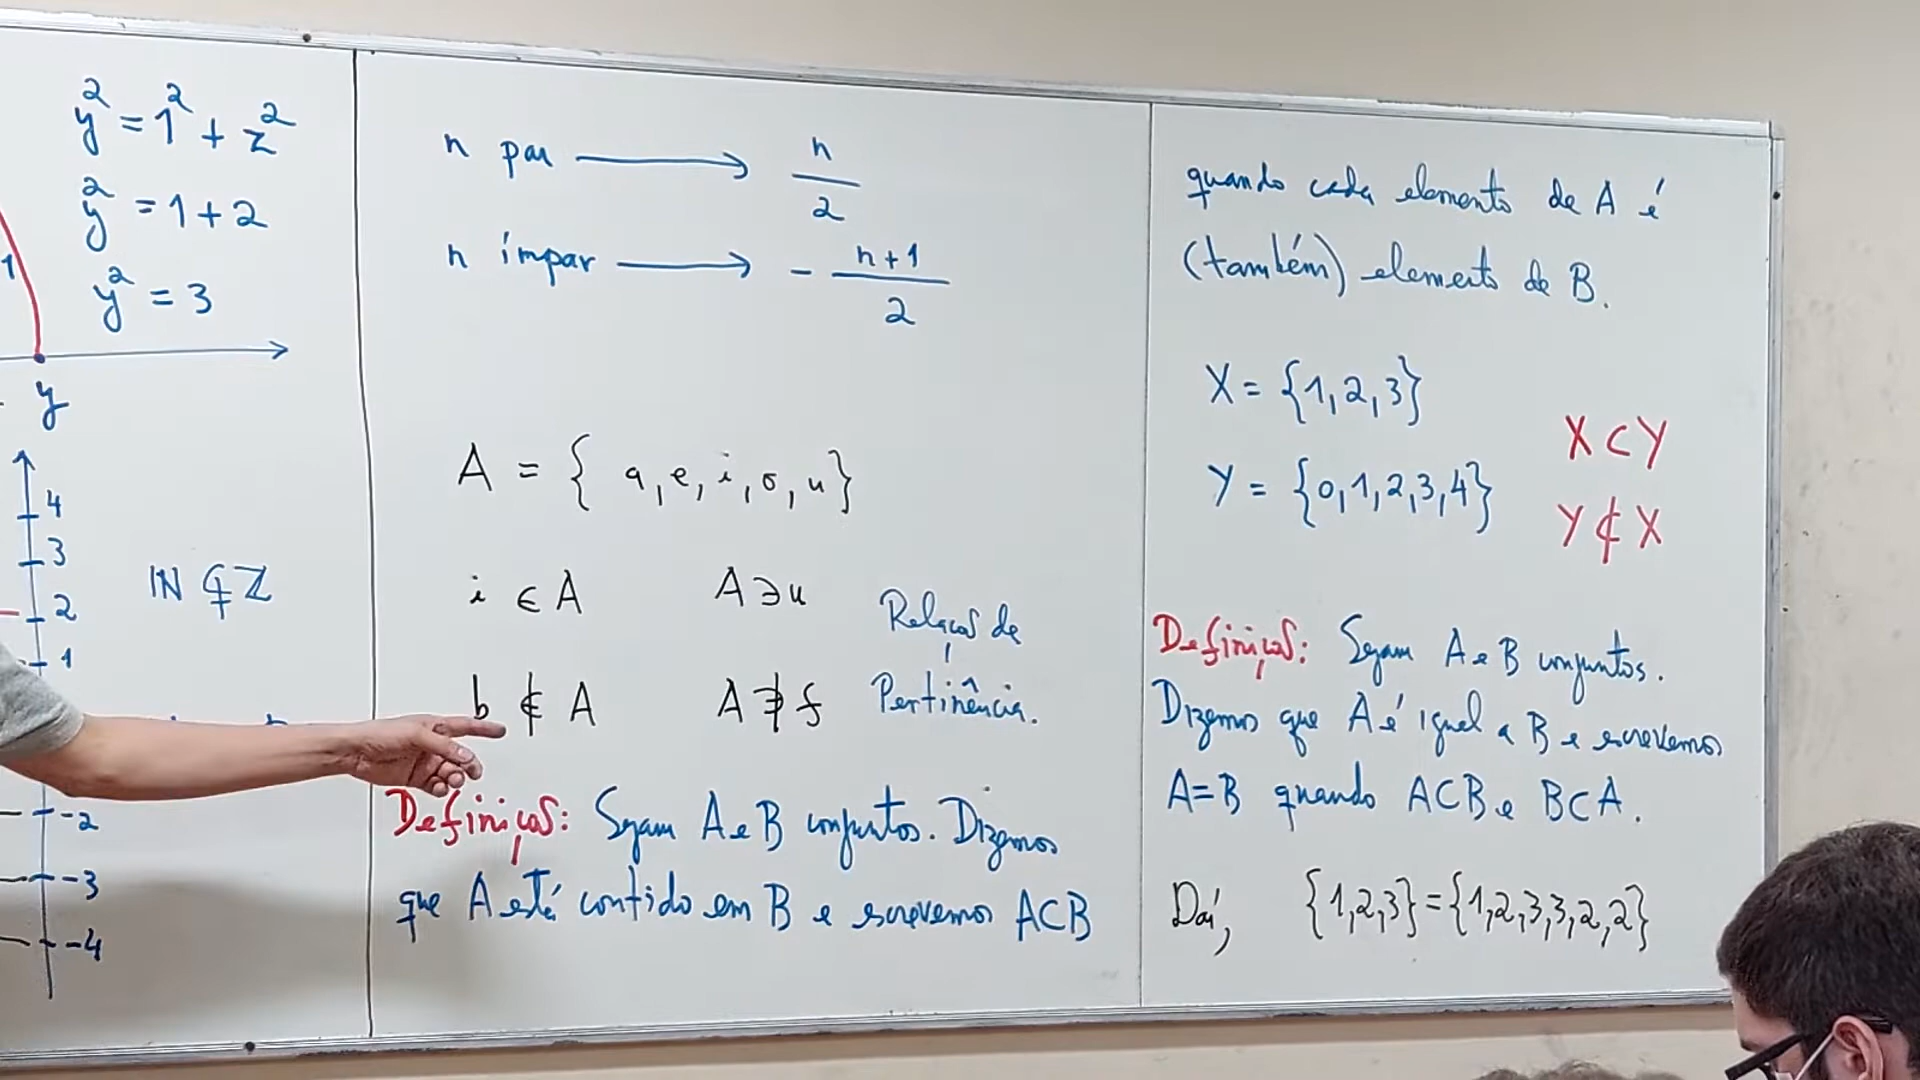 y² = 1² + z²
y² = 1 + 2
y² = 3
1
y
4
3
2
1
-2
-3
-4
ℕ ⊊ ℤ
n par ⟶ n/2
n ímpar ⟶ - (n+1)/2
A = { a, e, i, o, u }
i ∈ A    A ∋ u
b ∉ A    A ∌ f
Relação de
Pertinência.
Definição: Sejam A e B conjuntos. Dizemos
que A está contido em B e escrevemos A⊂B
quando cada elemento de A é
(também) elemento de B.
X = {1,2,3}
Y = {0,1,2,3,4}
X ⊂ Y
Y ⊄ X
Definição: Sejam A e B conjuntos.
Dizemos que A é igual a B e escrevemos
A=B quando A⊂B e B⊂A.
Daí, {1,2,3} = {1,2,3,3,2,2}